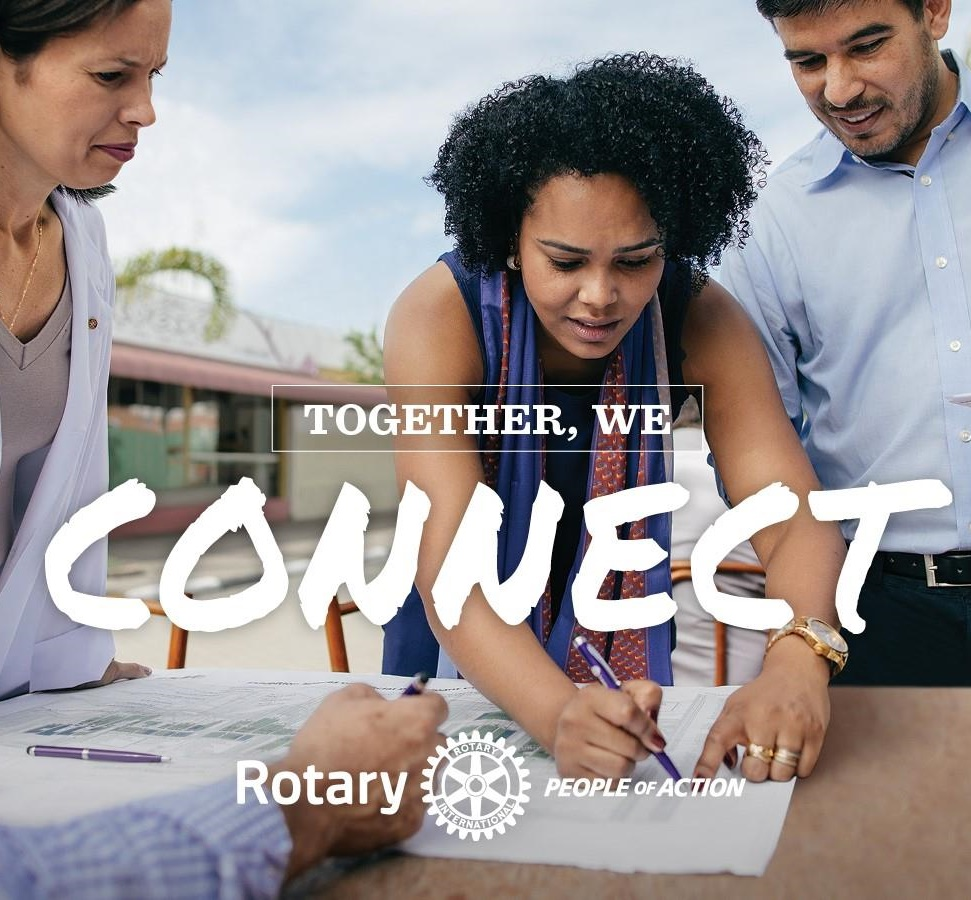 TOGETHER, WE
CONNECT
Rotary
ROTARY
INTERNATIONAL
PEOPLE OF ACTION